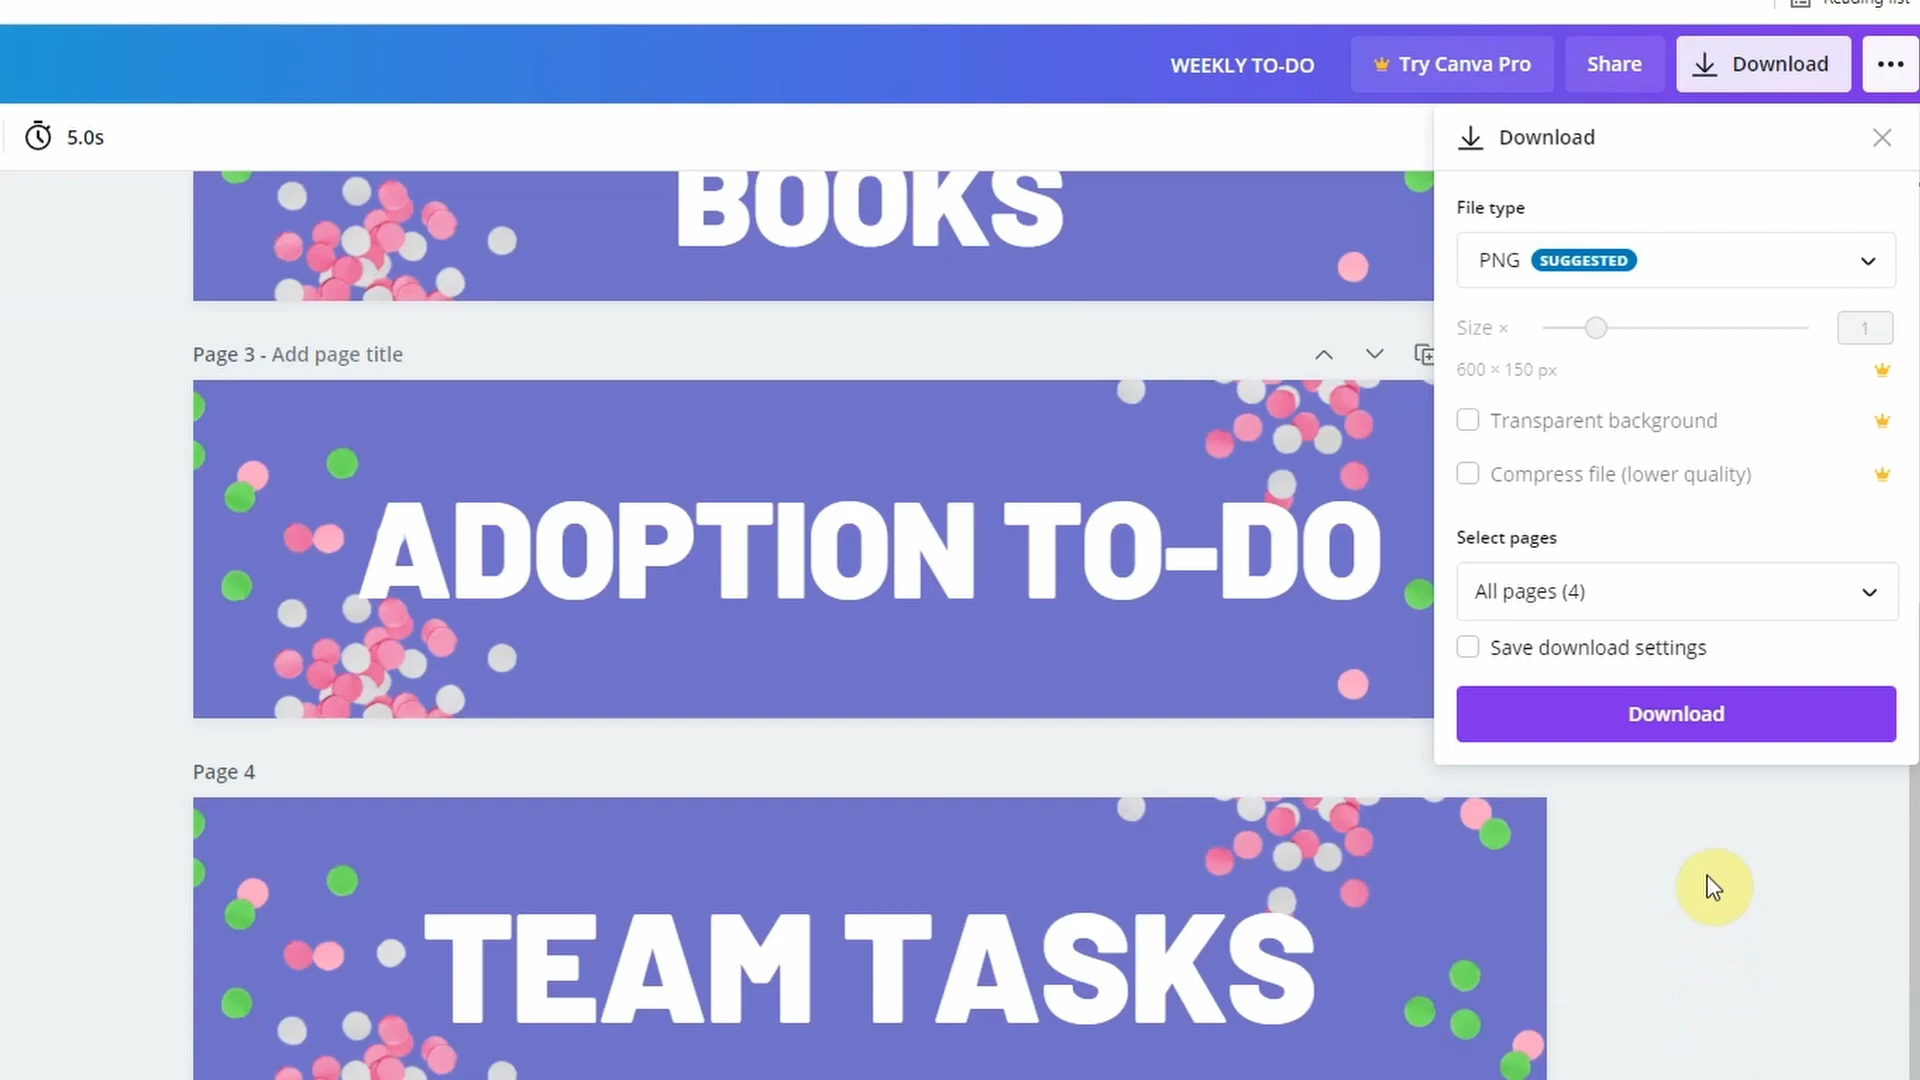 Reading list
WEEKLY TO-DO
Try Canva Pro
Share
Download
5.0s
Download
BOOKS
File type
PNG SUGGESTED
Size ×
1
600 × 150 px
Page 3 - Add page title
Transparent background
Compress file (lower quality)
ADOPTION TO-DO
Select pages
All pages (4)
Save download settings
Download
Page 4
TEAM TASKS